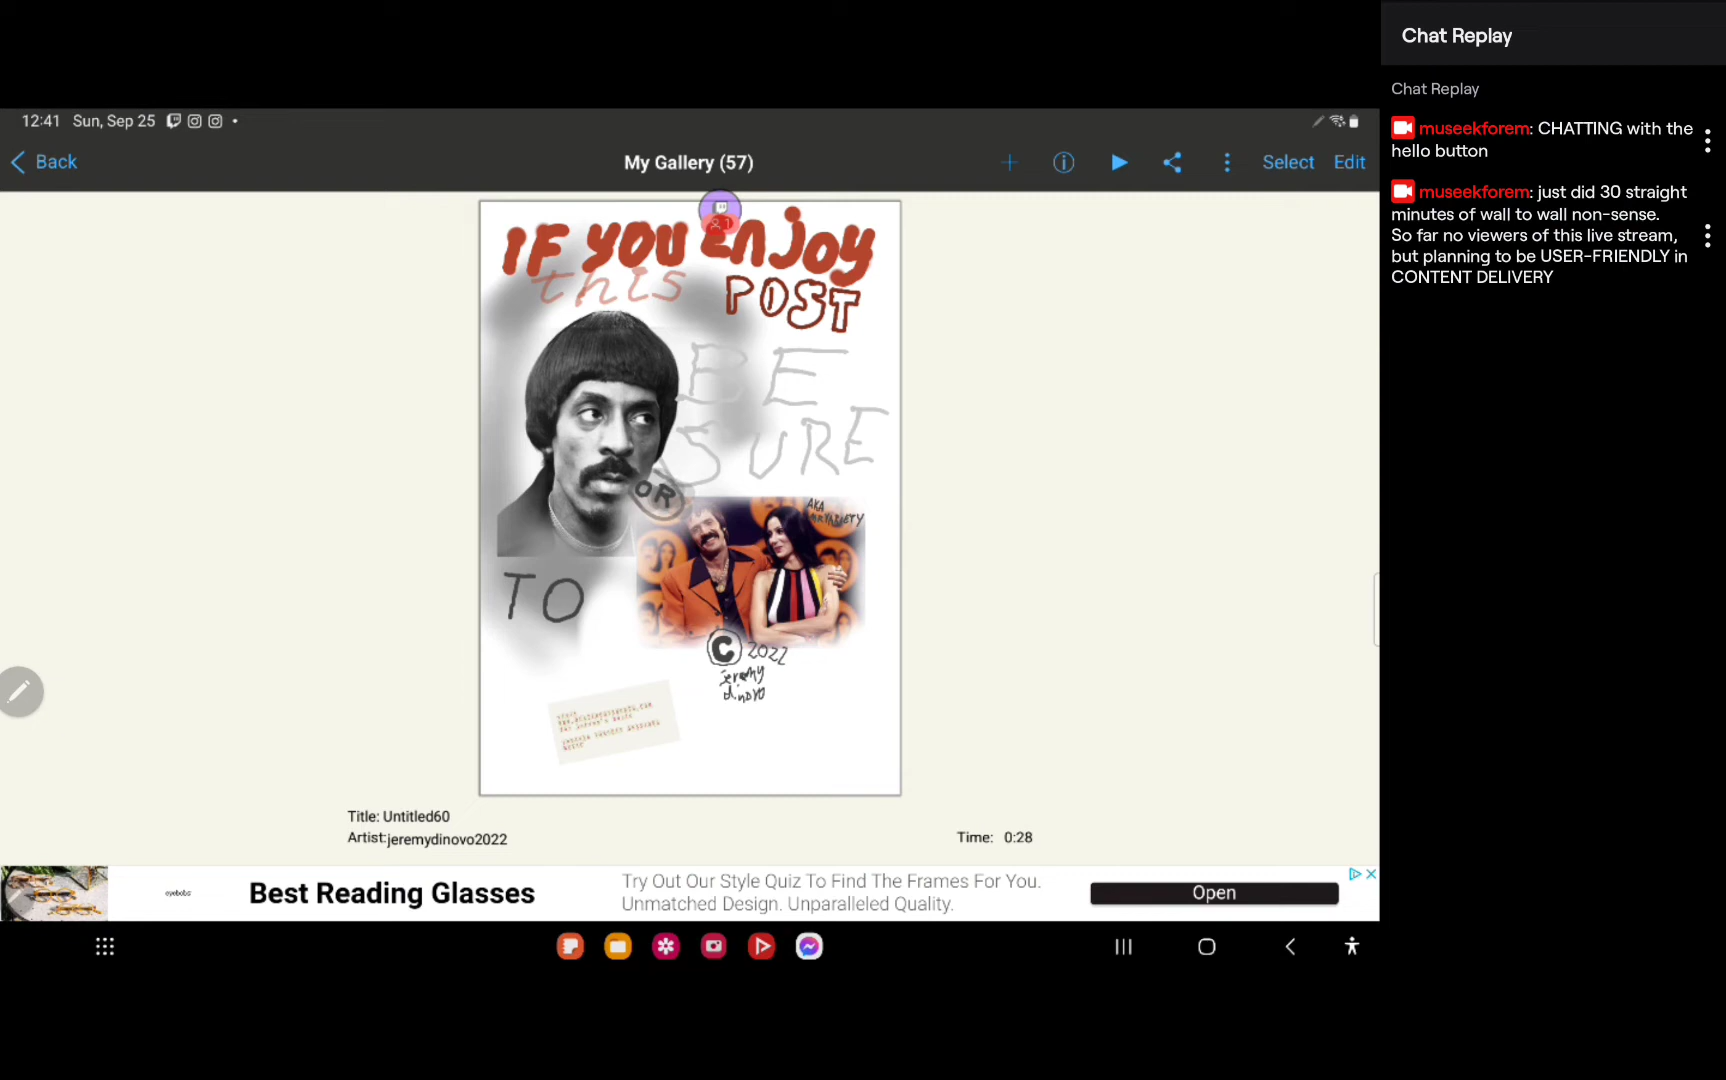 Chat Replay
12:41 Sun, Sep 25
Back
My Gallery (57)
Select
Edit
Chat Replay
museekforem: CHATTING with the
hello button
museekforem: just did 30 straight
minutes of wall to wall non-sense.
So far no viewers of this live stream,
but planning to be USER-FRIENDLY in
CONTENT DELIVERY
IF YOU ENJOY
this POST
BE
SURE
OR
AKA
TO
C 2022
jeremy
dinovo
Title: Untitled60
Artist:jeremydinovo2022
Time: 0:28
eyebobs
Best Reading Glasses
Try Out Our Style Quiz To Find The Frames For You.
Unmatched Design. Unparalleled Quality.
Open